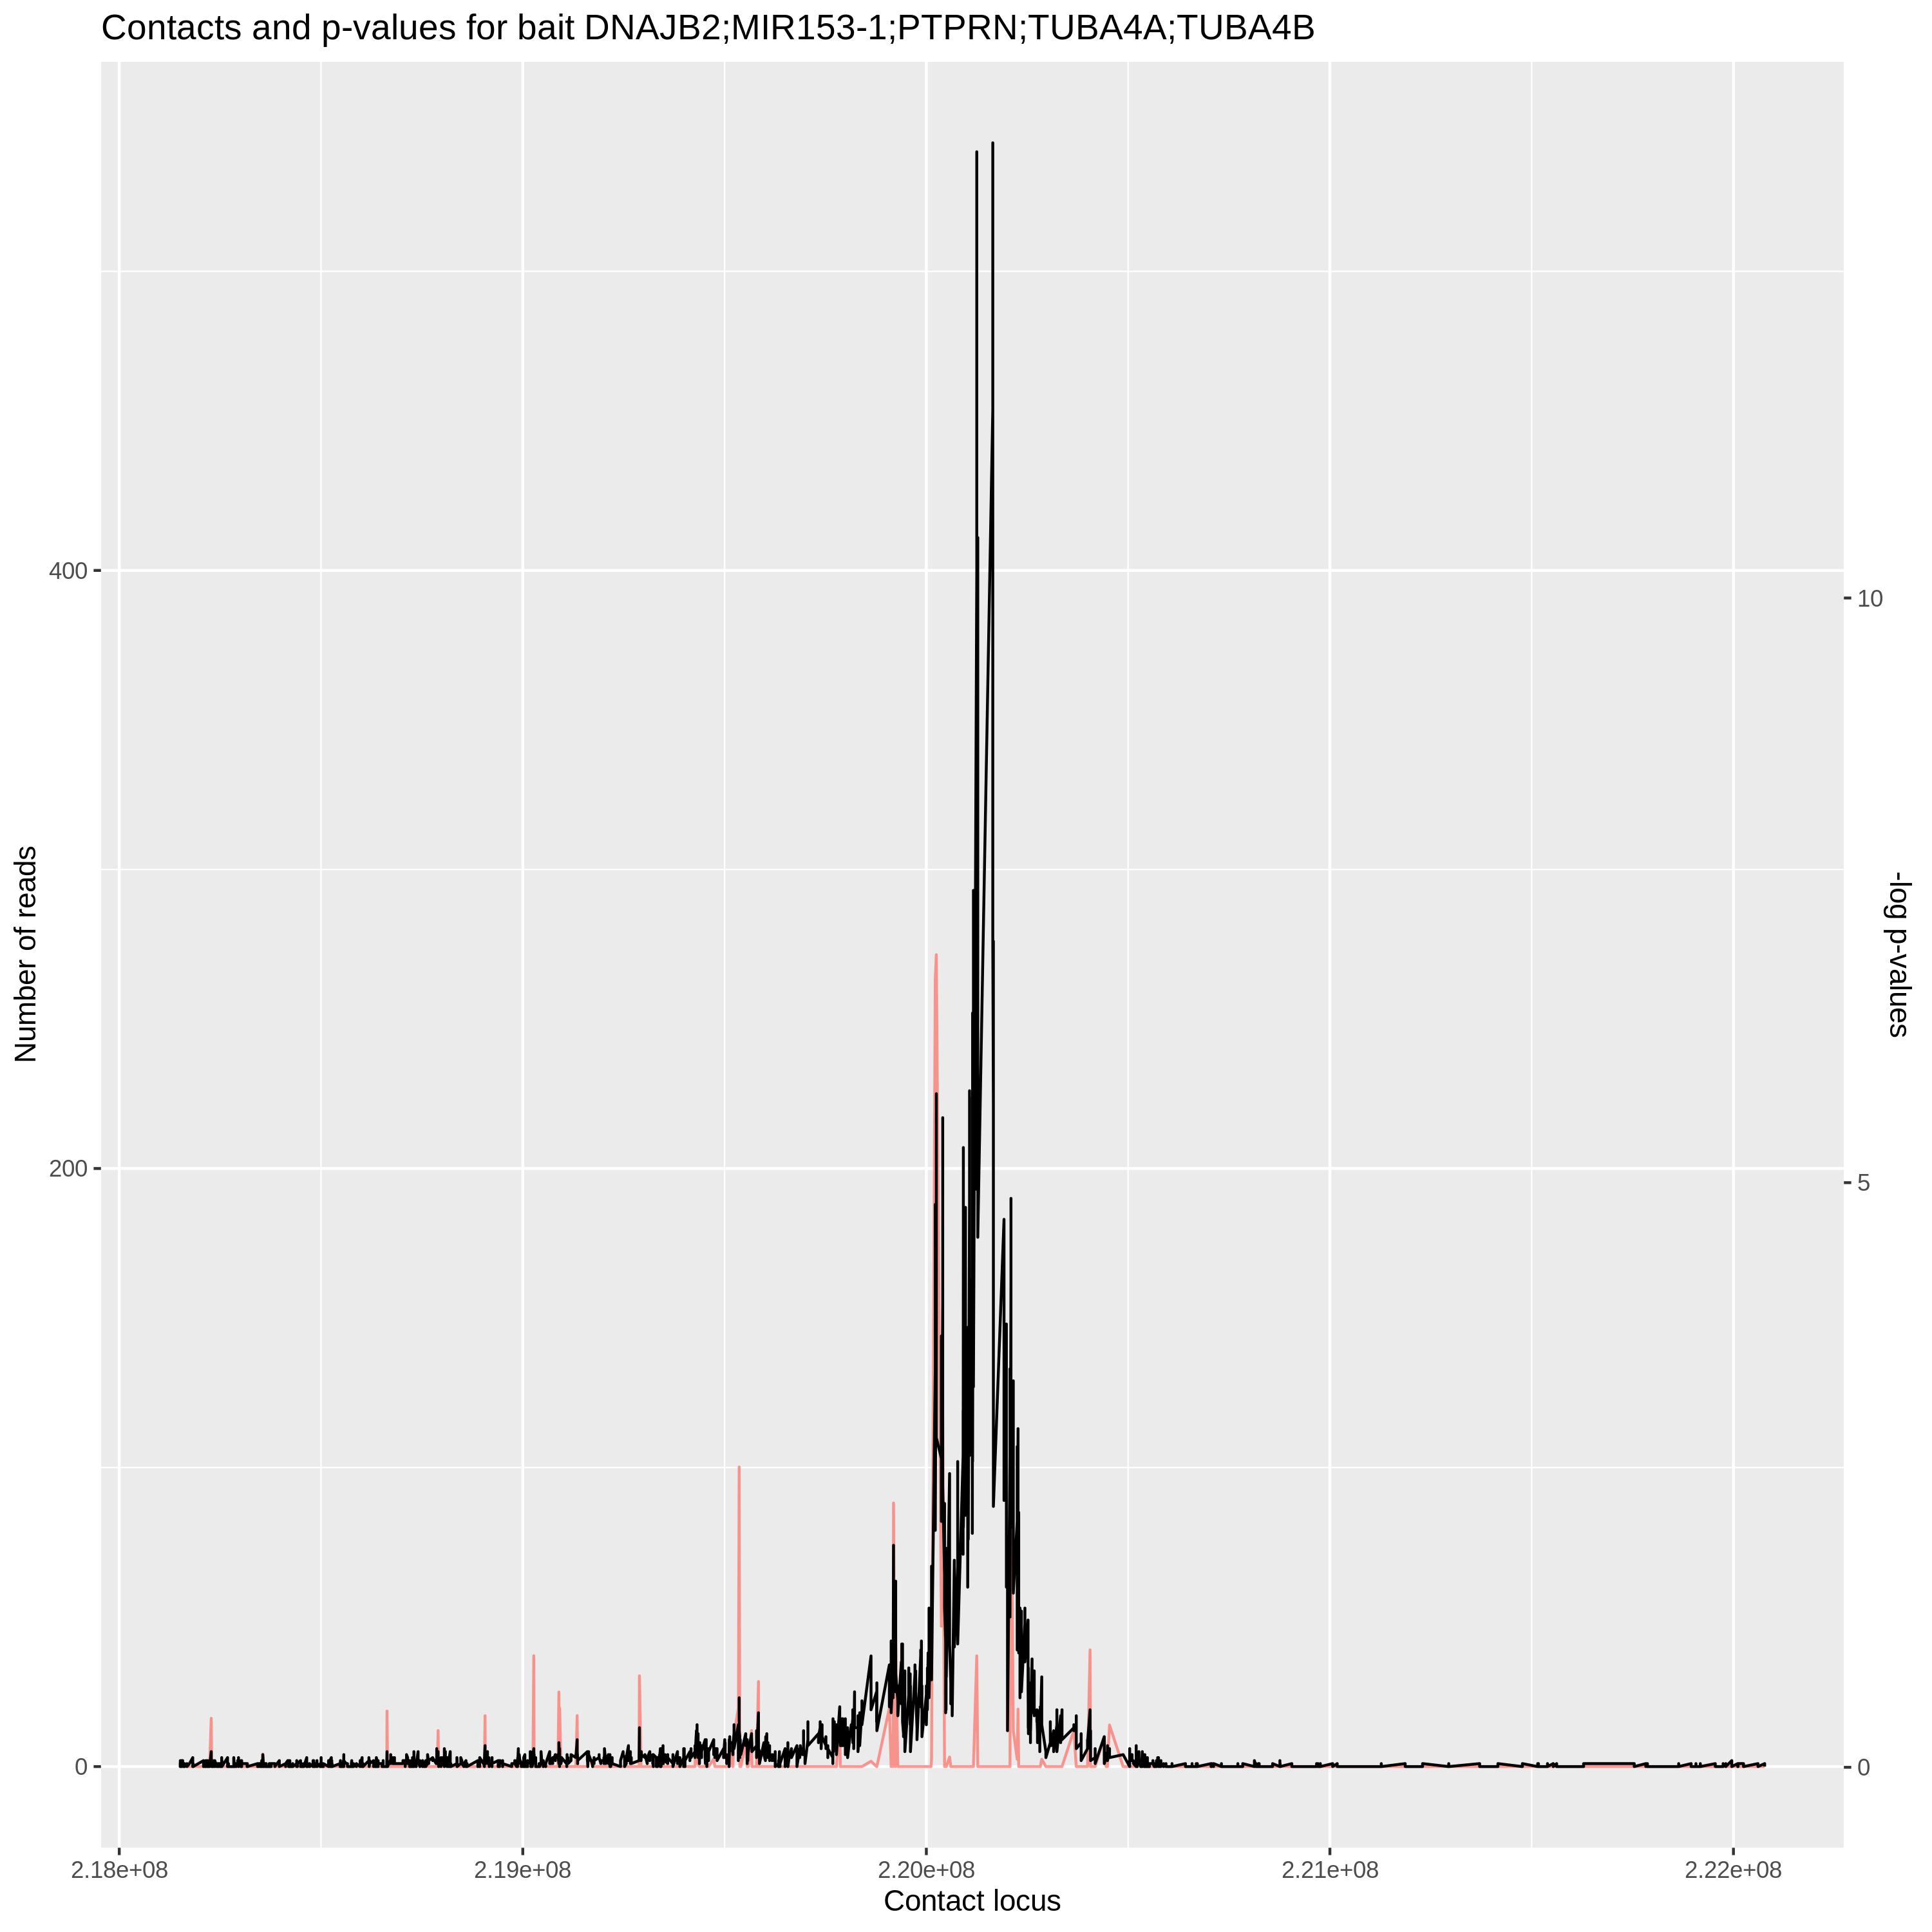 Contacts and p-values for bait DNAJB2;MIR153-1;PTPRN;TUBA4A;TUBA4B
Number of reads
400
200
0
10
5
0
-log p-values
2.18e+08
2.19e+08
2.20e+08
2.21e+08
2.22e+08
Contact locus